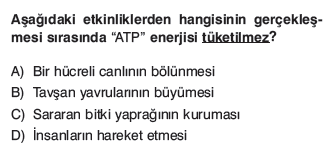 Aşağıdaki etkinliklerden hangisinin gerçekleş-
mesi sırasında “ATP” enerjisi tüketilmez?
A) Bir hücreli canlının bölünmesi
B) Tavşan yavrularının büyümesi
C) Sararan bitki yaprağının kuruması
D) İnsanların hareket etmesi